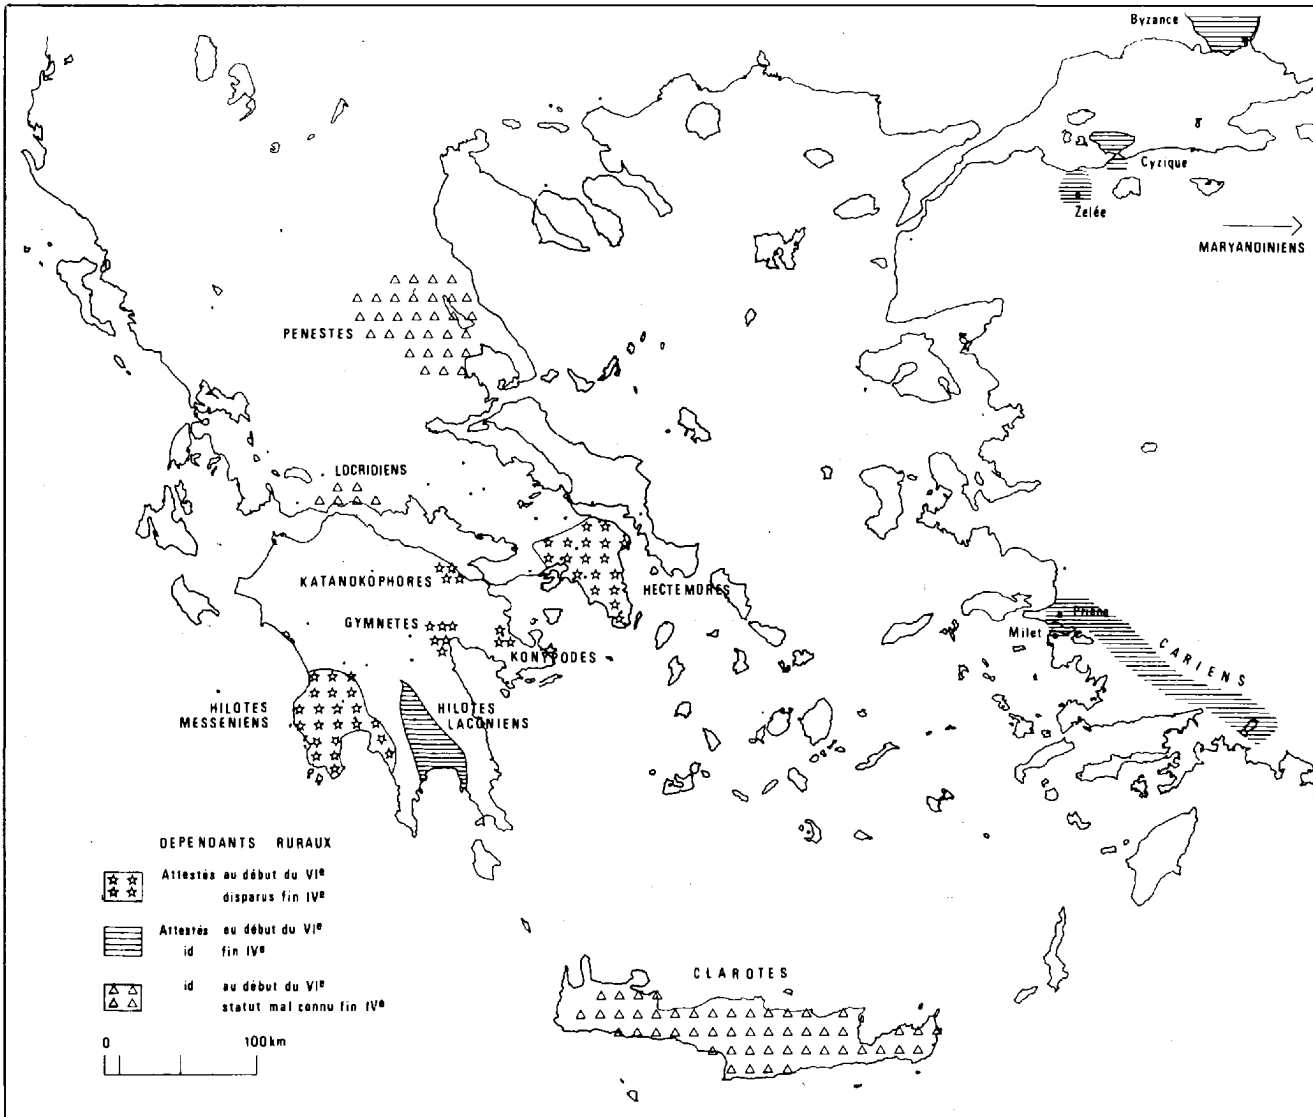 Byzance
Cyzique
Zelée
MARYANDINIENS
PENESTES
LOCRIDIENS
KATANOKOPHORES
HECTEMORES
GYMNETES
KONYPODES
Priène
Milet
CARIENS
HILOTES
MESSENIENS
HILOTES
LACONIENS
DEPENDANTS RURAUX
Attestés au début du VIe
disparus fin IVe
Attestés au début du VIe
id fin IVe
id au début du VIe
statut mal connu fin IVe
CLAROTES
0 100km